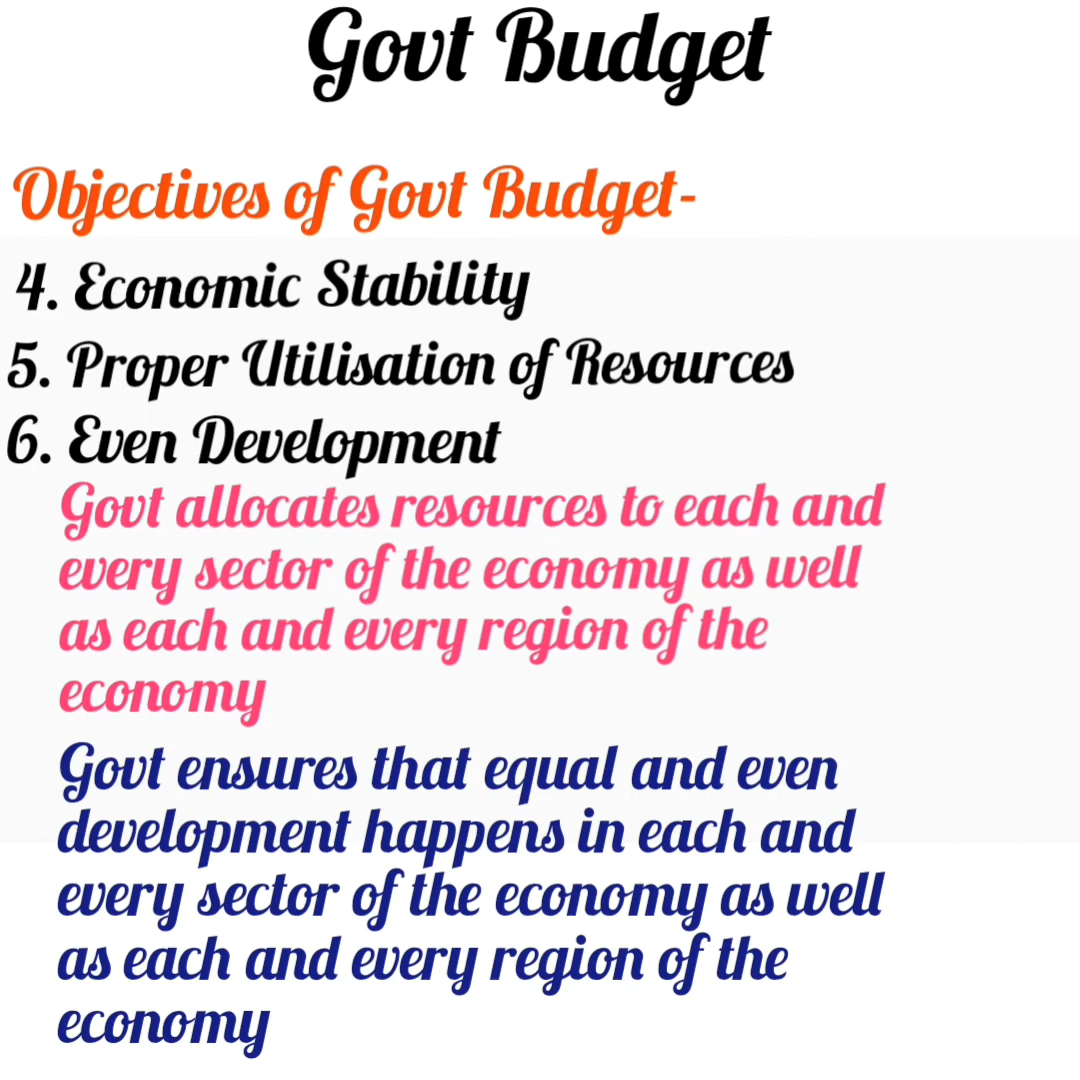 Govt Budget
Objectives of Govt Budget-
4. Economic Stability
5. Proper Utilisation of Resources
6. Even Development
Govt allocates resources to each and
every sector of the economy as well
as each and every region of the
economy
Govt ensures that equal and even
development happens in each and
every sector of the economy as well
as each and every region of the
economy